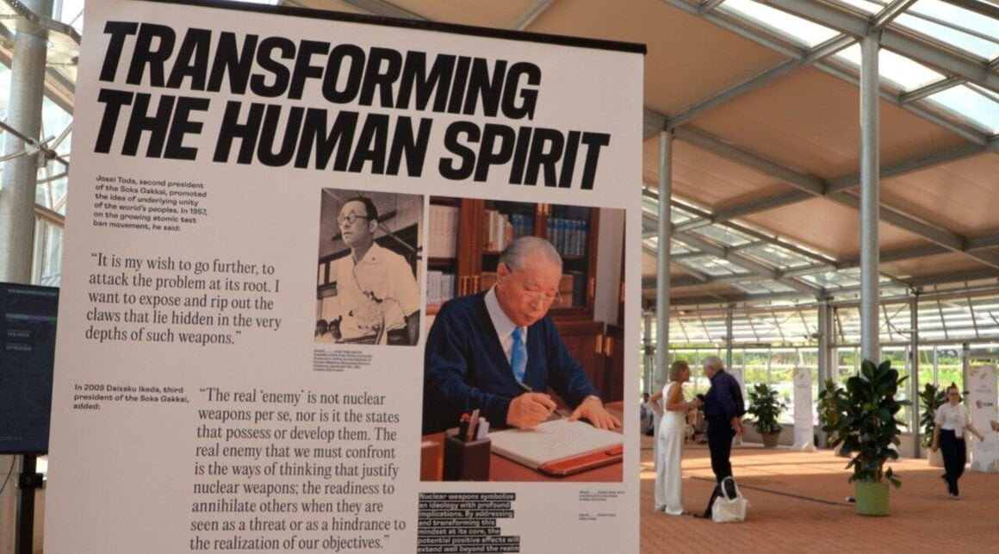 TRANSFORMING
THE HUMAN SPIRIT
Josei Toda, second president
of the Soka Gakkai, promoted
the idea of underlying unity
of the world's peoples. In 1957,
on the growing atomic test
ban movement, he said:
“It is my wish to go further, to
attack the problem at its root. I
want to expose and rip out the
claws that lie hidden in the very
depths of such weapons.”
In 2009 Daisaku Ikeda, third
president of the Soka Gakkai,
added:
“The real ‘enemy’ is not nuclear
weapons per se, nor is it the states
that possess or develop them. The
real enemy that we must confront
is the ways of thinking that justify
nuclear weapons; the readiness to
annihilate others when they are
seen as a threat or as a hindrance to
the realization of our objectives.”
Nuclear weapons symbolize
an ideology with profound
implications. By addressing
and transforming this
mindset at its core, the
potential positive effects will
extend well beyond the realm